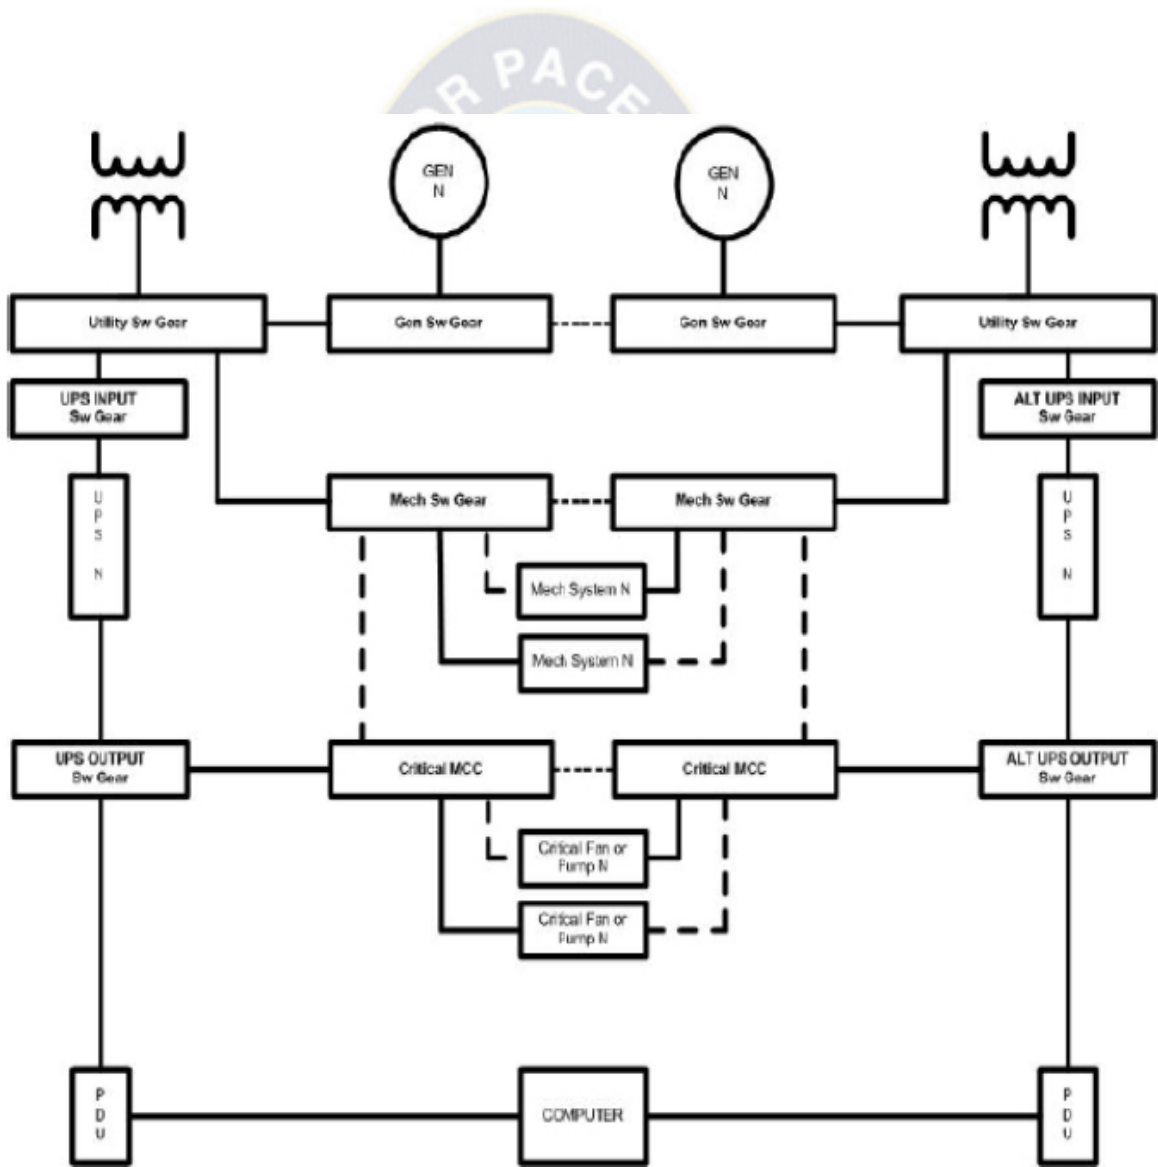 OR PACE
GEN
N
GEN
N
Utility Sw Gear
Gen Sw Gear
Gen Sw Gear
Utility Sw Gear
UPS INPUT
Sw Gear
ALT UPS INPUT
Sw Gear
U
P
S
N
Mech Sw Gear
Mech Sw Gear
U
P
S
N
Mech System N
Mech System N
UPS OUTPUT
Sw Gear
Critical MCC
Critical MCC
ALT UPS OUTPUT
Sw Gear
Critical Fan or
Pump N
Critical Fan or
Pump N
P
D
U
COMPUTER
P
D
U